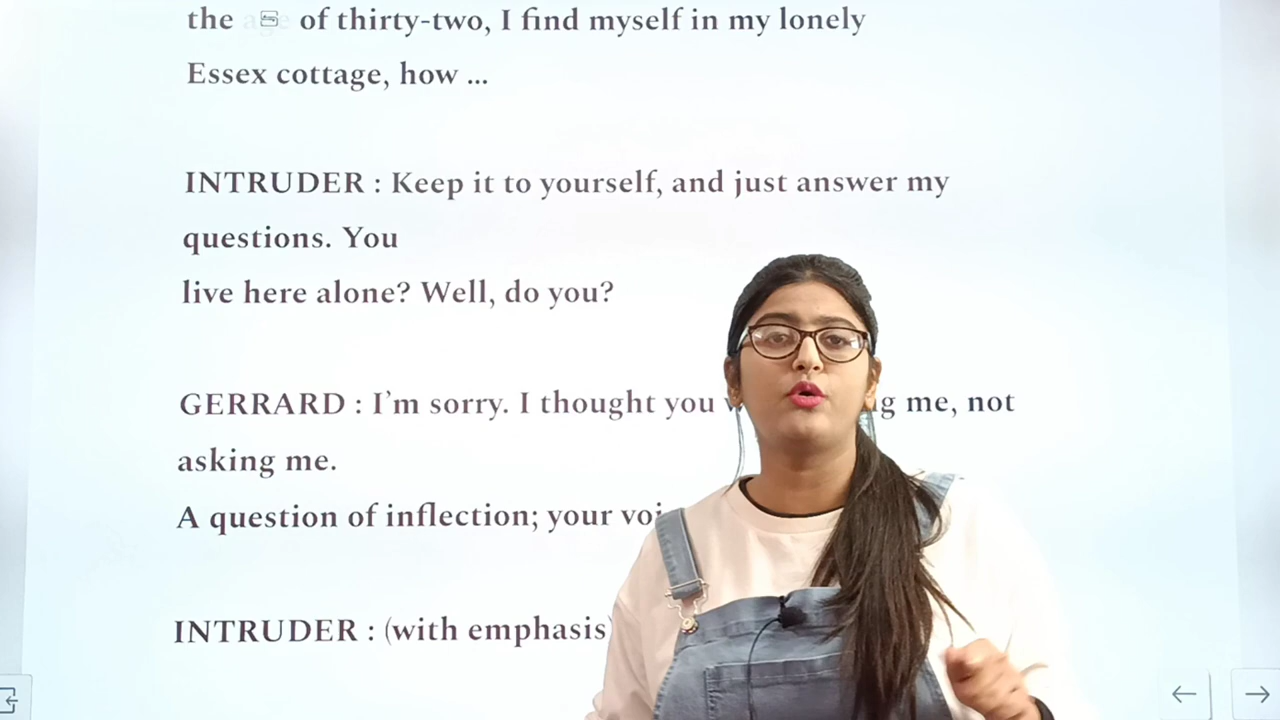 the age of thirty-two, I find myself in my lonely
Essex cottage, how ...
INTRUDER : Keep it to yourself, and just answer my
questions. You
live here alone? Well, do you?
GERRARD : I'm sorry. I thought you me, not
asking me.
A question of inflection; your
INTRUDER : (with emphasis)